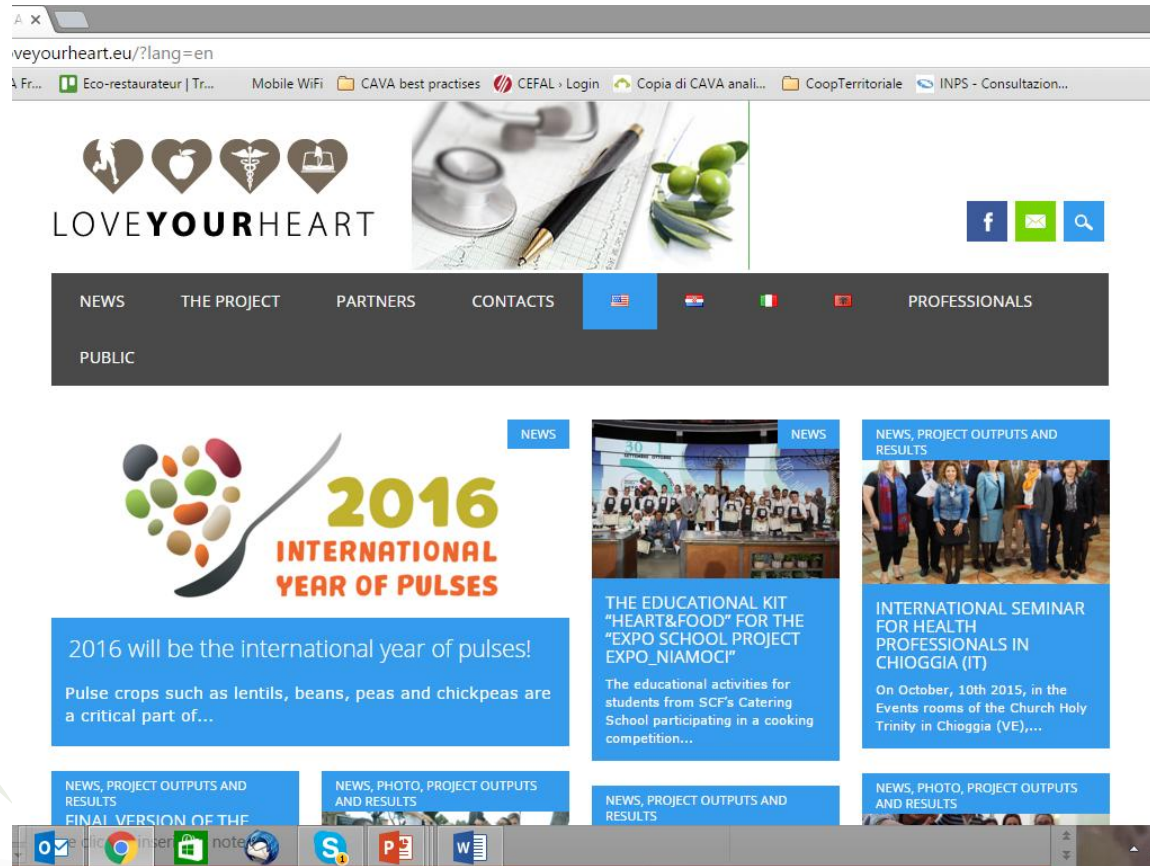 A
veyourheart.eu/?lang=en
A Fr... Eco-restaurateur | Tr... Mobile WiFi CAVA best practises CEFAL › Login Copia di CAVA anali... CoopTerritoriale INPS - Consultazion...
LOVEYOURHEART
f
NEWS THE PROJECT PARTNERS CONTACTS PROFESSIONALS
PUBLIC
NEWS
2016
INTERNATIONAL
YEAR OF PULSES
2016 will be the international year of pulses!
Pulse crops such as lentils, beans, peas and chickpeas are
a critical part of...
NEWS
30
THE EDUCATIONAL KIT
“HEART&FOOD” FOR THE
“EXPO SCHOOL PROJECT
EXPO_NIAMOCI”
The educational activities for
students from SCF's Catering
School participating in a cooking
competition...
NEWS, PROJECT OUTPUTS AND
RESULTS
INTERNATIONAL SEMINAR
FOR HEALTH
PROFESSIONALS IN
CHIOGGIA (IT)
On October, 10th 2015, in the
Events rooms of the Church Holy
Trinity in Chioggia (VE),...
NEWS, PROJECT OUTPUTS AND
RESULTS
FINAL VERSION OF THE
NEWS, PHOTO, PROJECT OUTPUTS
AND RESULTS
NEWS, PROJECT OUTPUTS AND
RESULTS
NEWS, PHOTO, PROJECT OUTPUTS
AND RESULTS
note